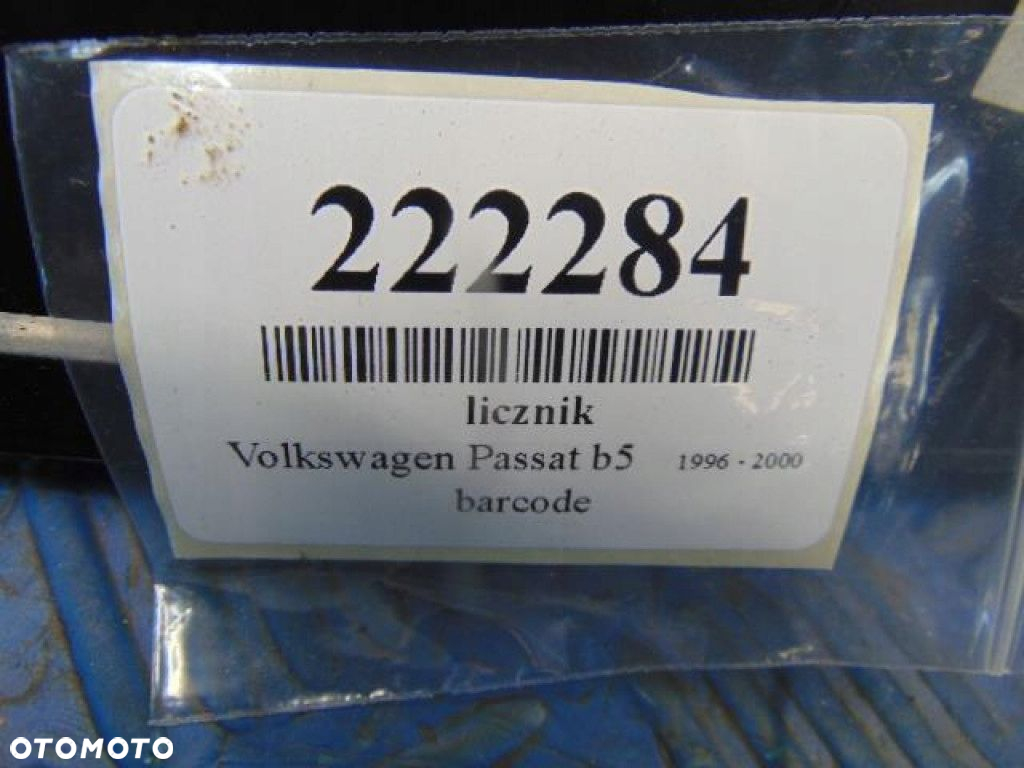 222284
licznik
Volkswagen Passat b5 1996 - 2000
barcode
OTOMOTO